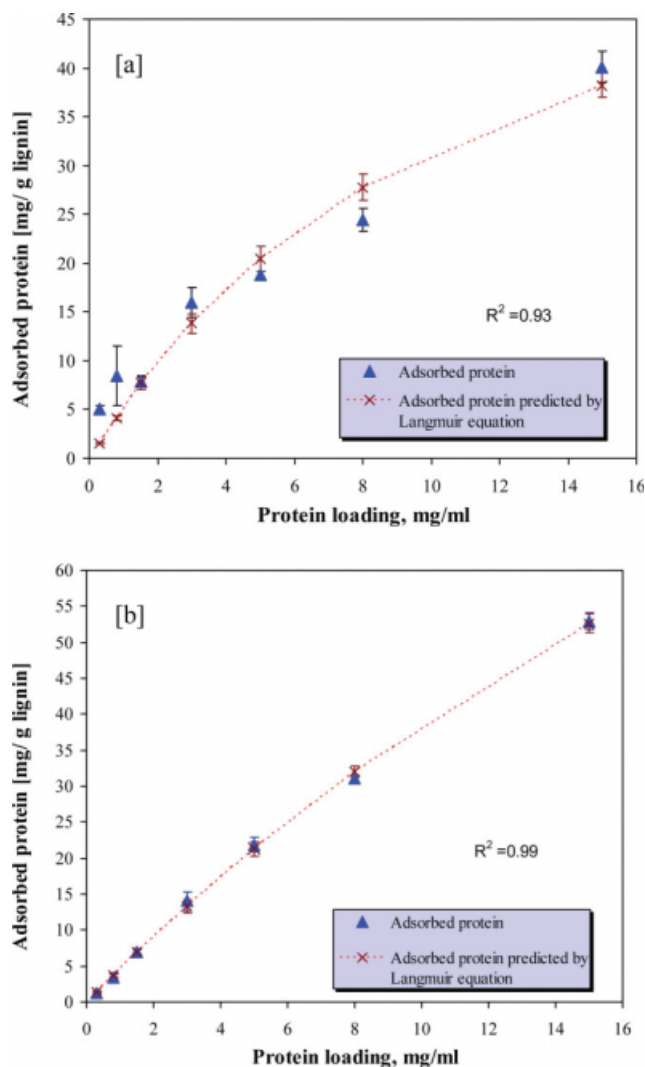 [a]
Adsorbed protein [mg/ g lignin]
45
40
35
30
25
20
15
10
5
0
R² =0.93
Adsorbed protein
Adsorbed protein predicted by
Langmuir equation
0 2 4 6 8 10 12 14 16
Protein loading, mg/ml
[b]
Adsorbed protein [mg/ g lignin]
60
55
50
45
40
35
30
25
20
15
10
5
0
R² =0.99
Adsorbed protein
Adsorbed protein predicted by
Langmuir equation
0 2 4 6 8 10 12 14 16
Protein loading, mg/ml